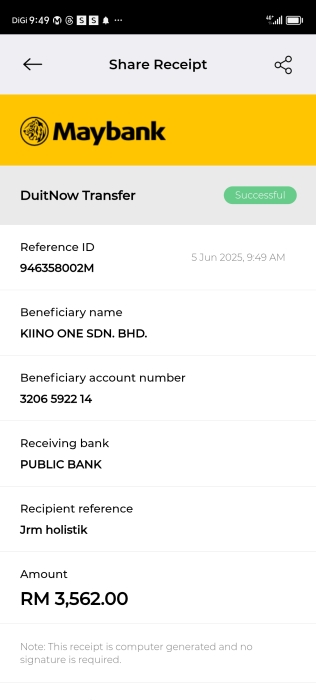 DiGi 9:49
Share Receipt
Maybank
DuitNow Transfer
Successful
Reference ID
946358002M
5 Jun 2025, 9:49 AM
Beneficiary name
KIINO ONE SDN. BHD.
Beneficiary account number
3206 5922 14
Receiving bank
PUBLIC BANK
Recipient reference
Jrm holistik
Amount
RM 3,562.00
Note: This receipt is computer generated and no
signature is required.